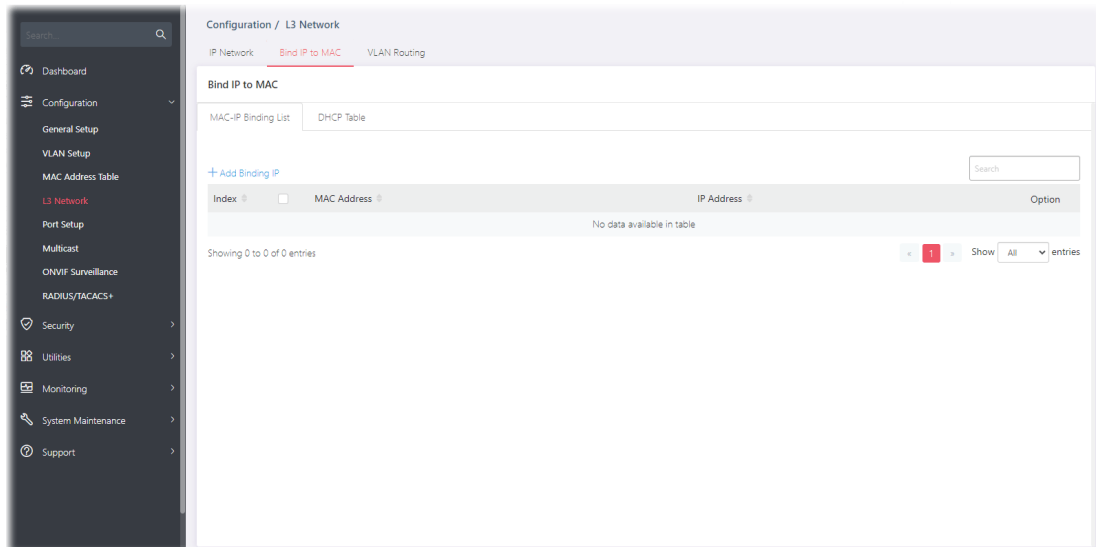 Search...
Dashboard
Configuration
General Setup
VLAN Setup
MAC Address Table
L3 Network
Port Setup
Multicast
ONVIF Surveillance
RADIUS/TACACS+
Security
Utilities
Monitoring
System Maintenance
Support
Configuration / L3 Network
IP Network Bind IP to MAC VLAN Routing
Bind IP to MAC
MAC-IP Binding List DHCP Table
+ Add Binding IP Search
Index MAC Address IP Address Option
No data available in table
Showing 0 to 0 of 0 entries « 1 » Show All entries